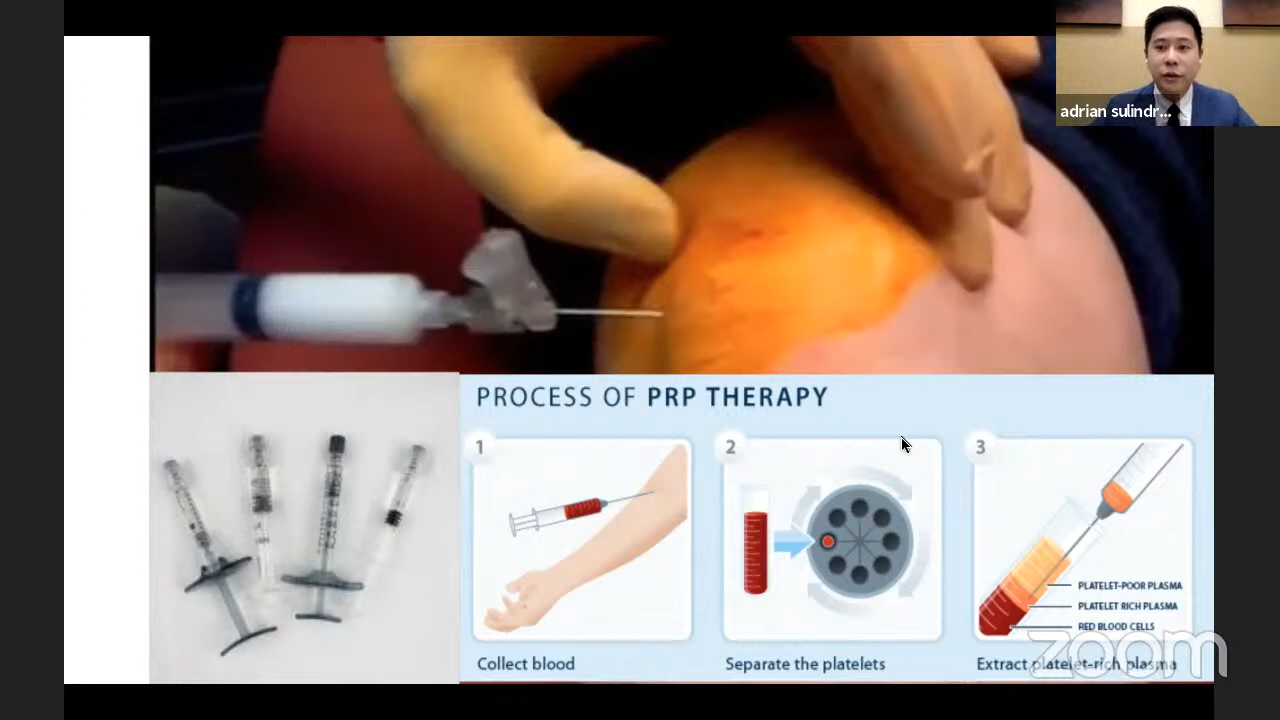 adrian sulindr...
PROCESS OF PRP THERAPY
1
2
3
PLATELET-POOR PLASMA
PLATELET RICH PLASMA
RED BLOOD CELLS
Collect blood
Separate the platelets
Extract platelet-rich plasma
zoom